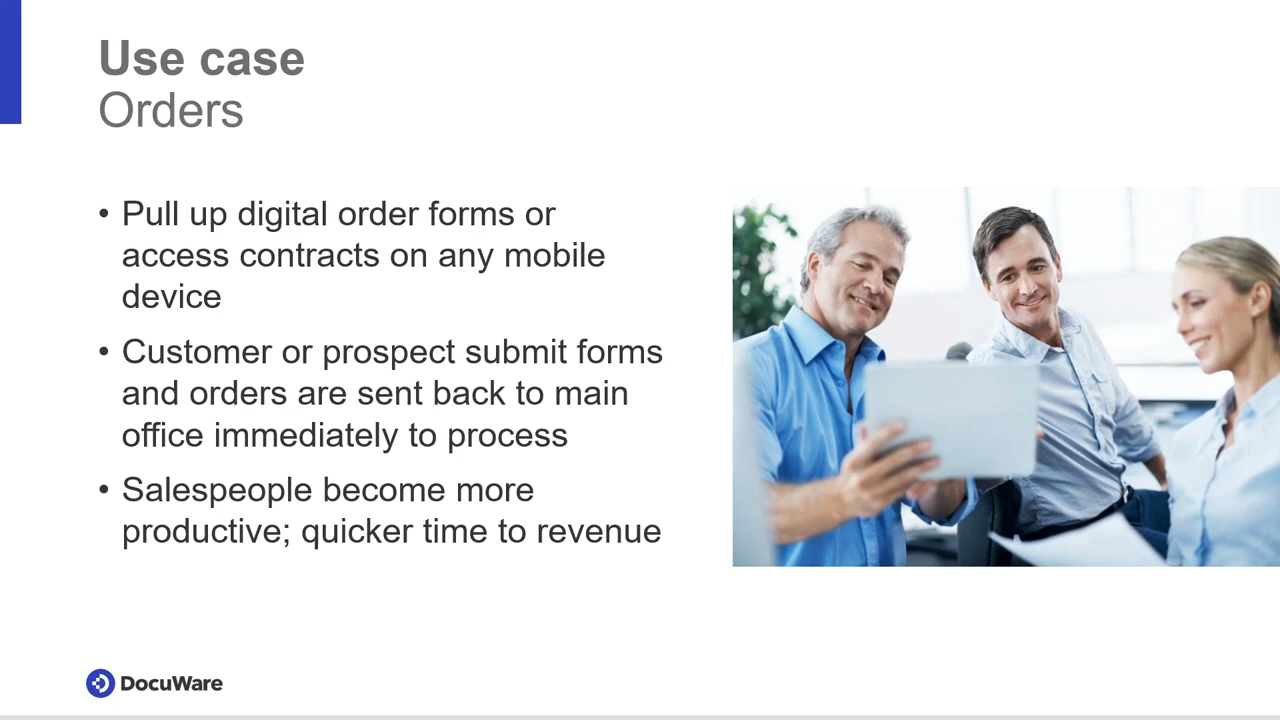 Use case
Orders
• Pull up digital order forms or
access contracts on any mobile
device
• Customer or prospect submit forms
and orders are sent back to main
office immediately to process
• Salespeople become more
productive; quicker time to revenue
DocuWare